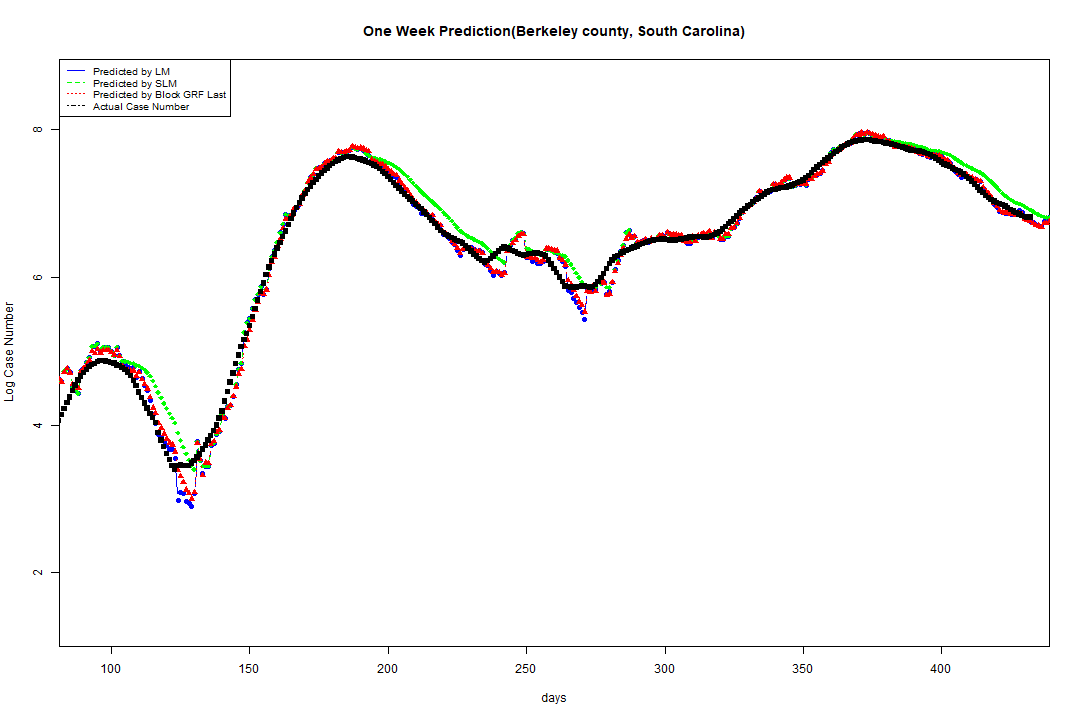 One Week Prediction(Berkeley county, South Carolina)
Predicted by LM
Predicted by SLM
Predicted by Block GRF Last
Actual Case Number
8
6
4
2
Log Case Number
100 150 200 250 300 350 400
days